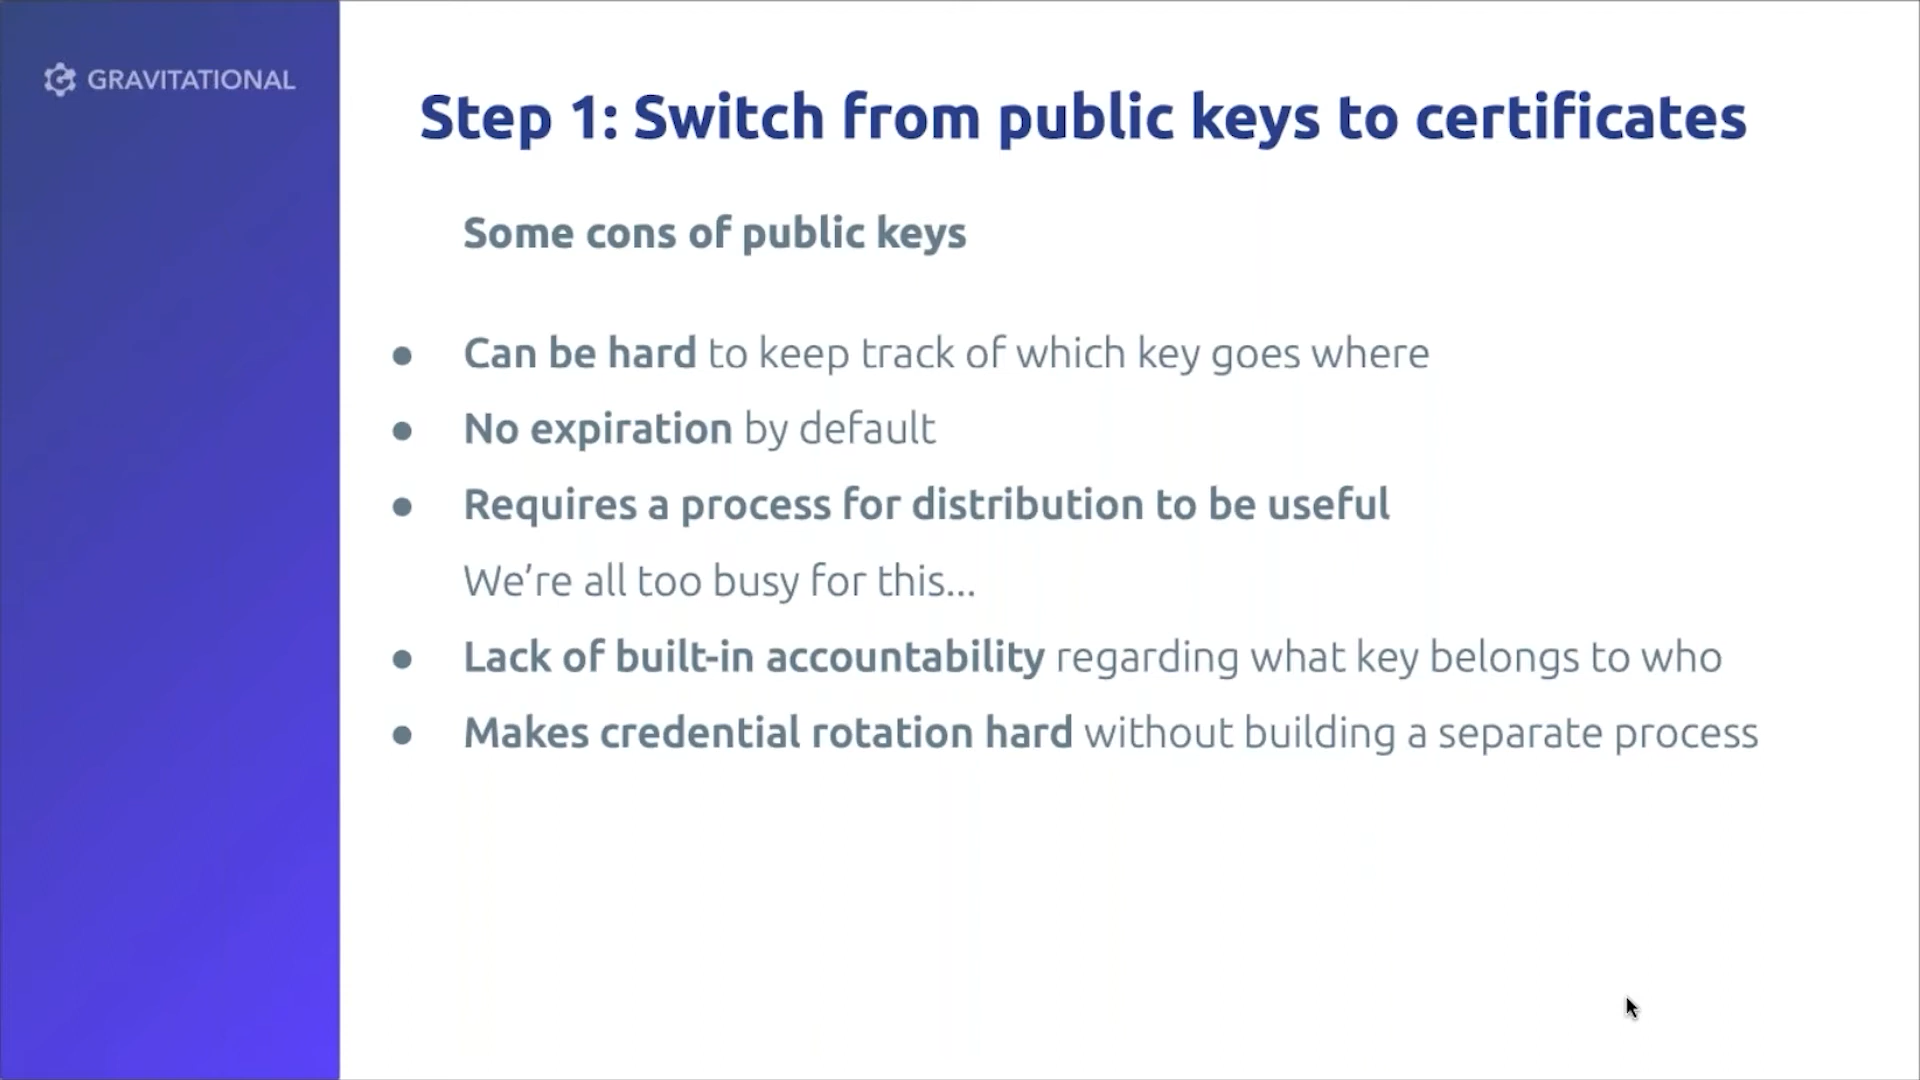 GRAVITATIONAL
Step 1: Switch from public keys to certificates
Some cons of public keys
● Can be hard to keep track of which key goes where
● No expiration by default
● Requires a process for distribution to be useful
We’re all too busy for this...
● Lack of built-in accountability regarding what key belongs to who
● Makes credential rotation hard without building a separate process